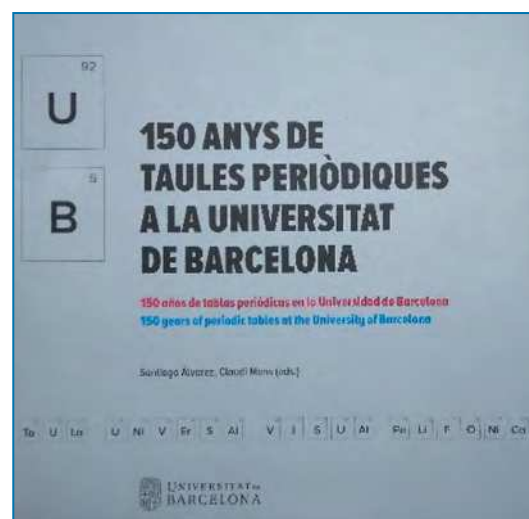 92
U
5
B
150 ANYS DE
TAULES PERIÒDIQUES
A LA UNIVERSITAT
DE BARCELONA
150 años de tablas periódicas en la Universidad de Barcelona
150 years of periodic tables at the University of Barcelona
Santiago Álvarez, Claudi Mans (eds.)
Ta U La U Ni V Er S Al V I S U Al Po Li F O Ni Ca
UNIVERSITAT DE
BARCELONA